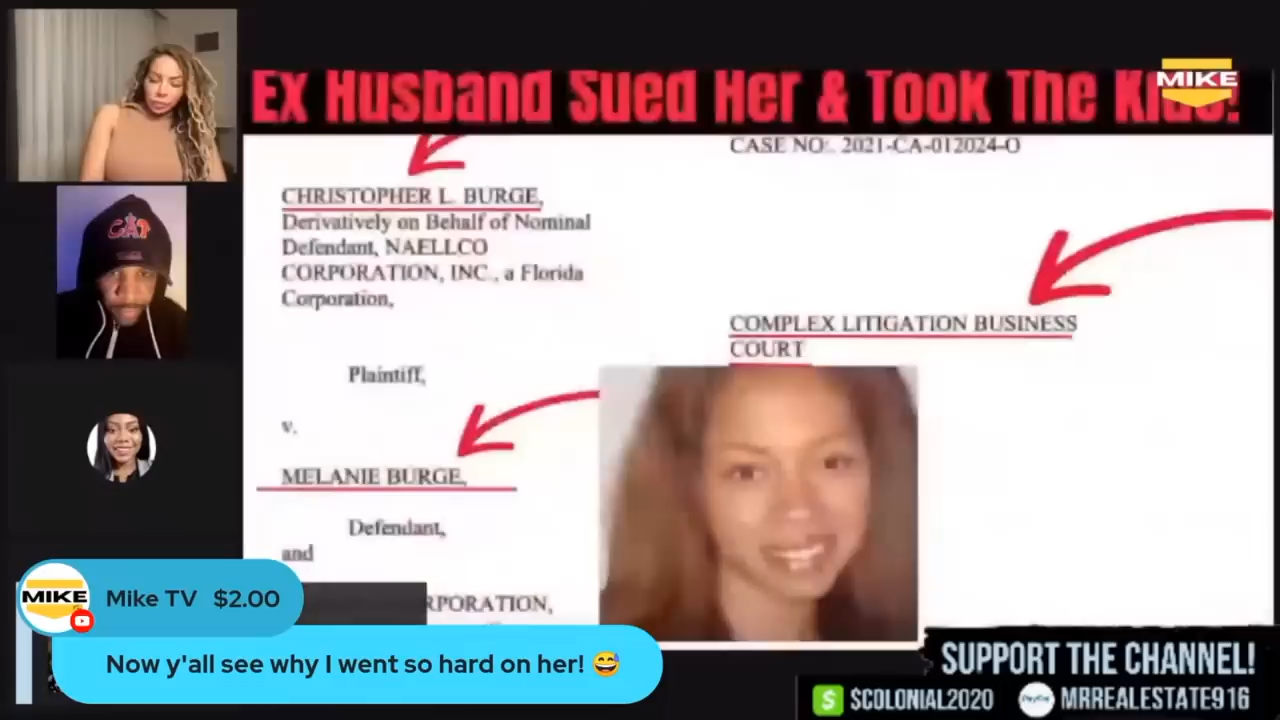 Ex Husband Sued Her & Took The
MIKE
CASE NO:. 2021-CA-012024-O
CHRISTOPHER L. BURGE,
Derivatively on Behalf of Nominal
Defendant, NAELLCO
CORPORATION, INC., a Florida
Corporation,
COMPLEX LITIGATION BUSINESS
COURT
Plaintiff,
v.
MELANIE BURGE,
Defendant,
and
RPORATION,
MIKE
Mike TV $2.00
Now y'all see why I went so hard on her! 😅
SUPPORT THE CHANNEL!
$ $COLONIAL2020 PayPal MRREALESTATE916